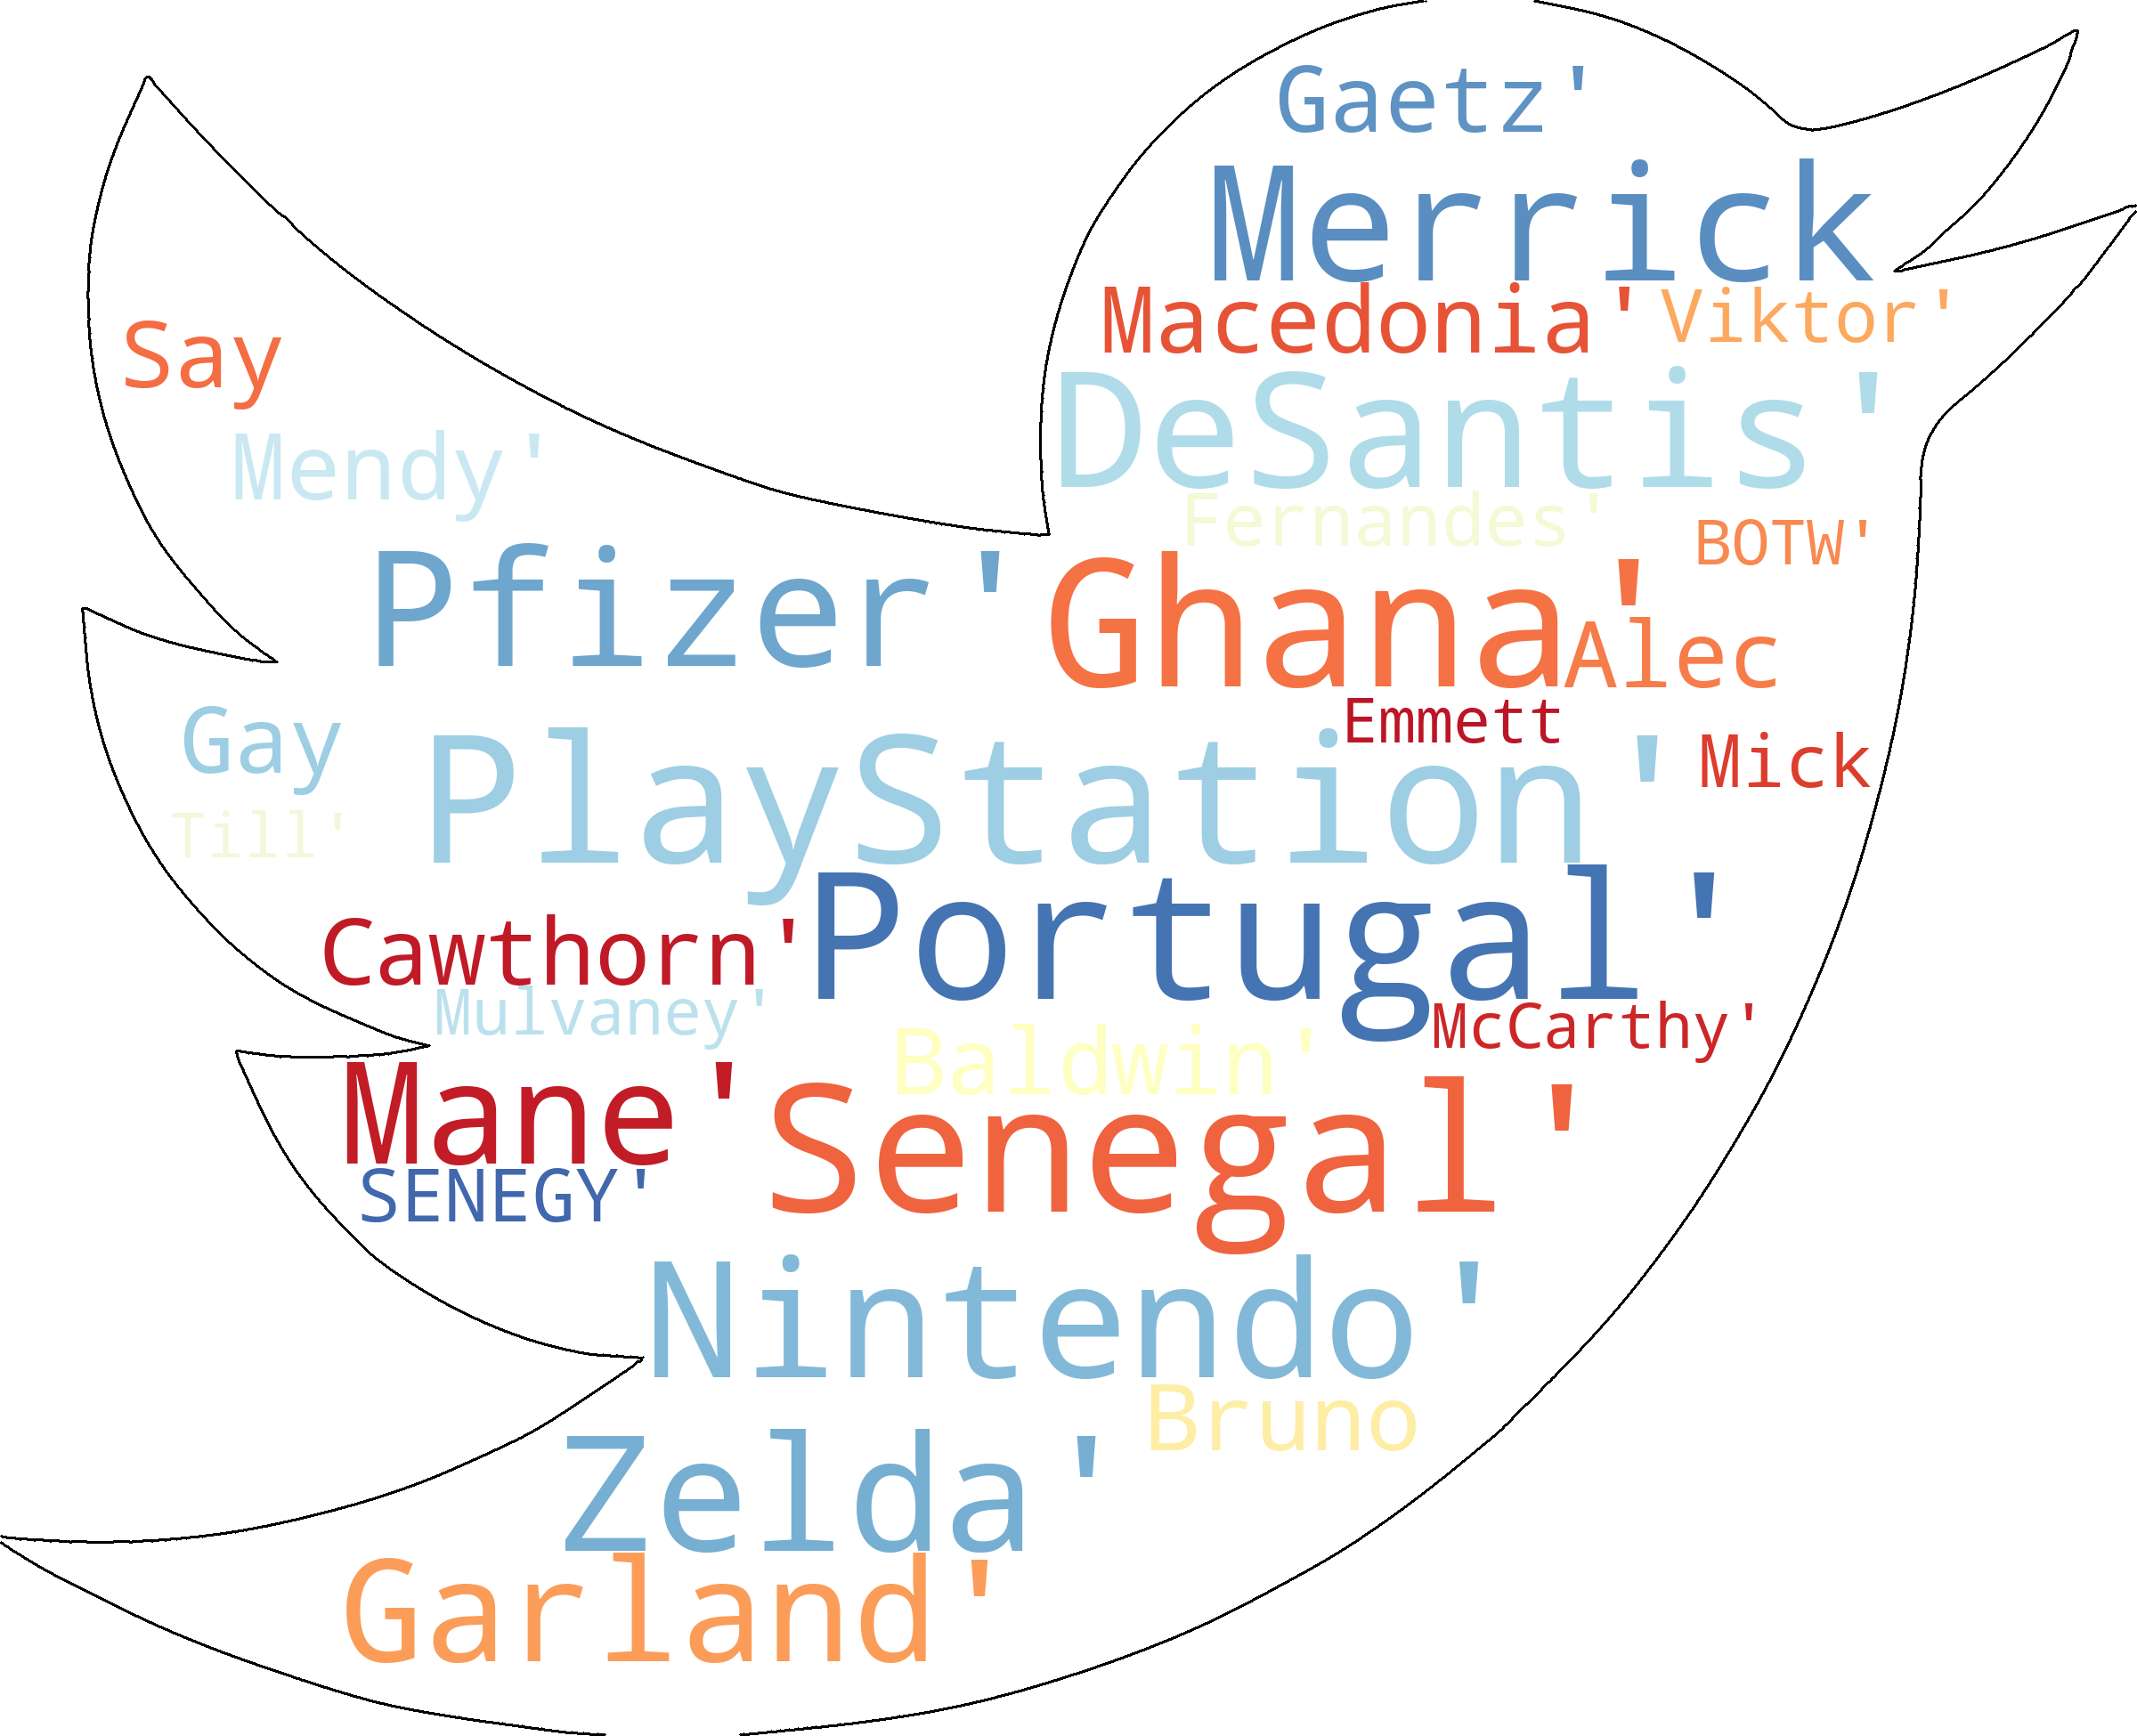 Gaetz'
Merrick
Macedonia' Viktor'
Say
DeSantis'
Mendy'
Fernandes'
BOTW'
Pfizer'
Ghana'
Alec
Emmett
Gay
Mick
PlayStation'
Till'
Portugal'
Cawthorn'
Mulvaney'
McCarthy'
Baldwin'
Mane'
Senegal'
SENEGY'
Nintendo'
Bruno
Zelda'
Garland'